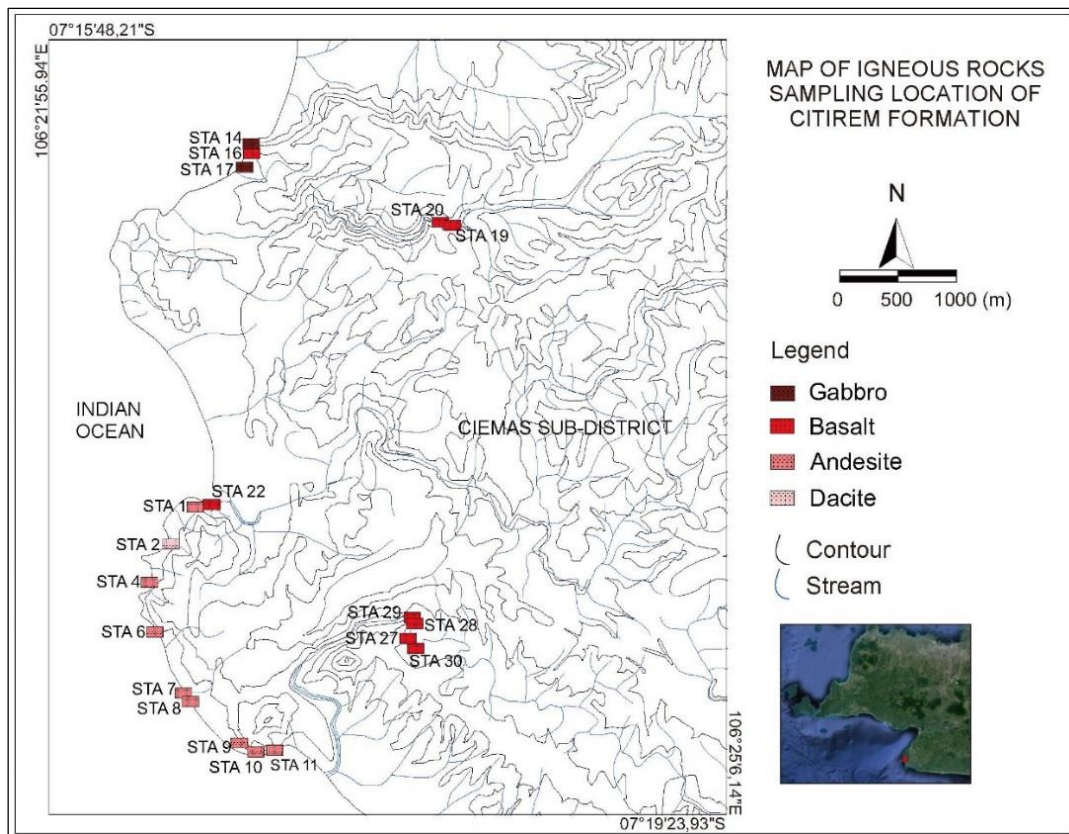 07°15'48,21"S
106°21'55.94"E
MAP OF IGNEOUS ROCKS
SAMPLING LOCATION OF
CITIREM FORMATION
STA 14
STA 16
STA 17
STA 20
STA 19
N
0 500 1000 (m)
Legend
Gabbro
Basalt
Andesite
Dacite
Contour
Stream
INDIAN
OCEAN
CIEMAS SUB-DISTRICT
STA 22
STA 1
STA 2
STA 4
STA 29
STA 28
STA 6
STA 27
STA 30
STA 7
STA 8
STA 9
STA 10
STA 11
106°25'6,14"E
07°19'23,93"S